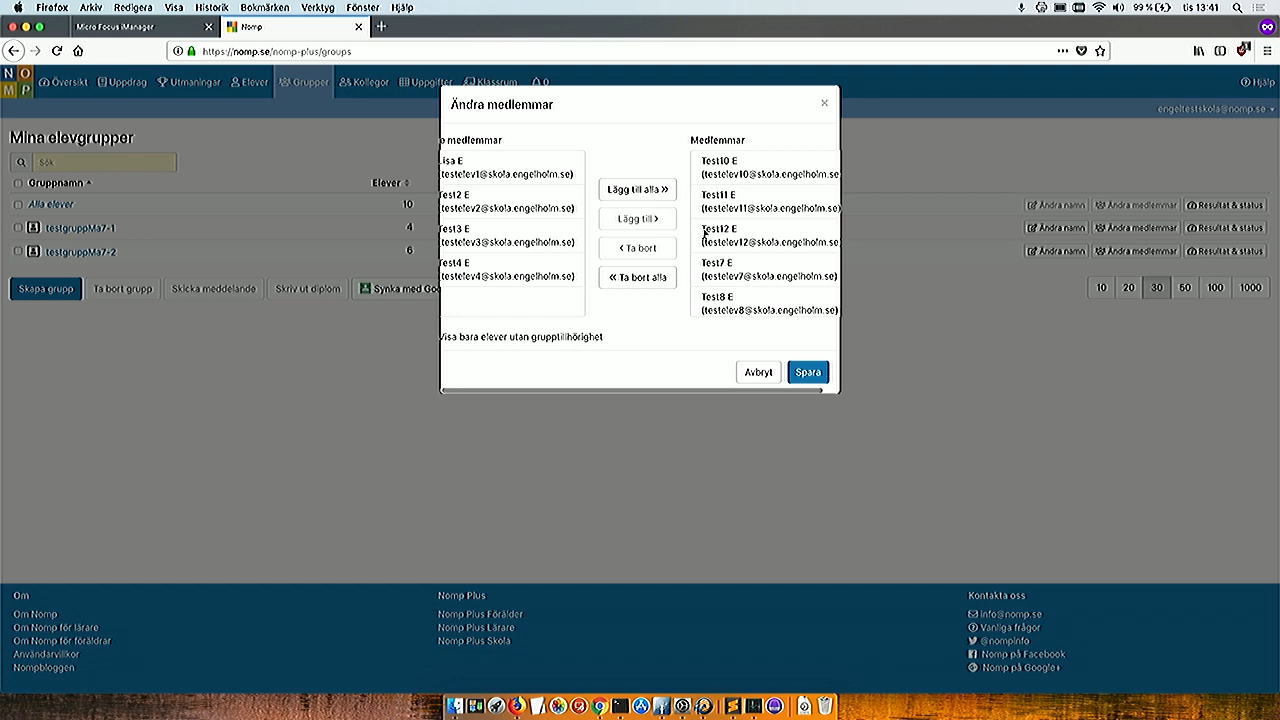 Firefox Arkiv Redigera Visa Historik Bokmärken Verktyg Fönster Hjälp 99 % tis 13:41
Micro Focus iManager Nomp
https://nomp.se/nomp-plus/groups
NOMP Översikt Uppdrag Utmaningar Elever Grupper Kollegor Uppgifter Klassrum 0 Hjälp
engeltestskola@nomp.se
Mina elevgrupper
Sök
Gruppnamn Elever
Alla elever 10 Ändra namn Ändra medlemmar Resultat & status
testgruppMa7-1 4 Ändra namn Ändra medlemmar Resultat & status
testgruppMa7-2 6 Ändra namn Ändra medlemmar Resultat & status
Skapa grupp Ta bort grupp Skicka meddelande Skriv ut diplom Synka med Goo
10 20 30 50 100 1000
Ändra medlemmar ×
e medlemmar
isa E
testelev1@skola.engelholm.se)
Test2 E
testelev2@skola.engelholm.se)
Test3 E
testelev3@skola.engelholm.se)
Test4 E
testelev4@skola.engelholm.se)
Lägg till alla »
Lägg till ›
‹ Ta bort
« Ta bort alla
Medlemmar
Test10 E
(testelev10@skola.engelholm.se
Test11 E
(testelev11@skola.engelholm.se)
Test12 E
(testelev12@skola.engelholm.se
Test7 E
(testelev7@skola.engelholm.se)
Test8 E
(testelev8@skola.engelholm.se)
Visa bara elever utan grupptillhörighet
Avbryt Spara
Om
Om Nomp
Om Nomp för lärare
Om Nomp för föräldrar
Användarvillkor
Nompbloggen
Nomp Plus
Nomp Plus Förälder
Nomp Plus Lärare
Nomp Plus Skola
Kontakta oss
info@nomp.se
Vanliga frågor
@nompinfo
Nomp på Facebook
Nomp på Google+